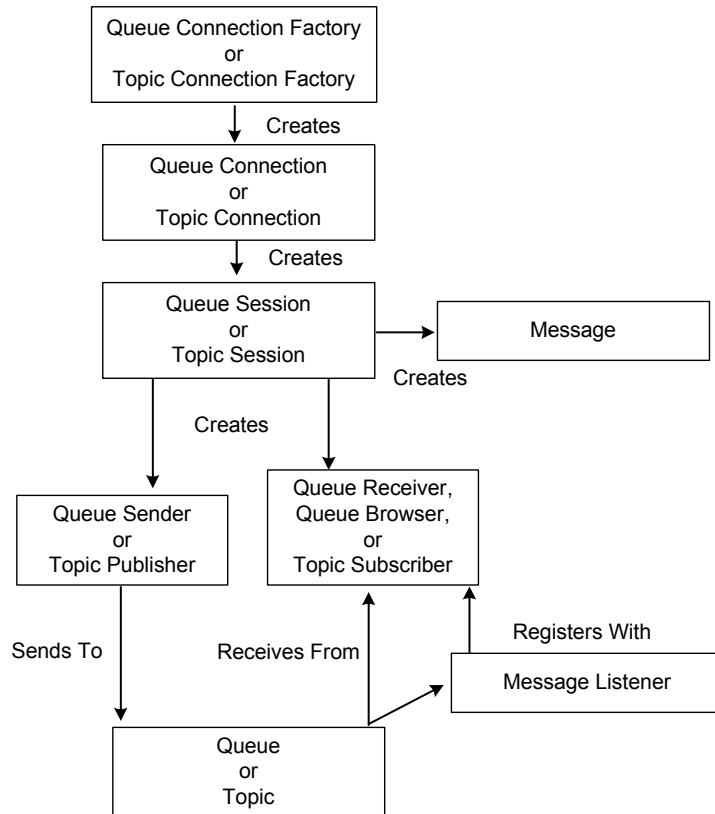 Queue Connection Factory
or
Topic Connection Factory
Creates
Queue Connection
or
Topic Connection
Creates
Queue Session
or
Topic Session
Message
Creates
Creates
Queue Sender
or
Topic Publisher
Queue Receiver,
Queue Browser,
or
Topic Subscriber
Sends To
Receives From
Registers With
Message Listener
Queue
or
Topic